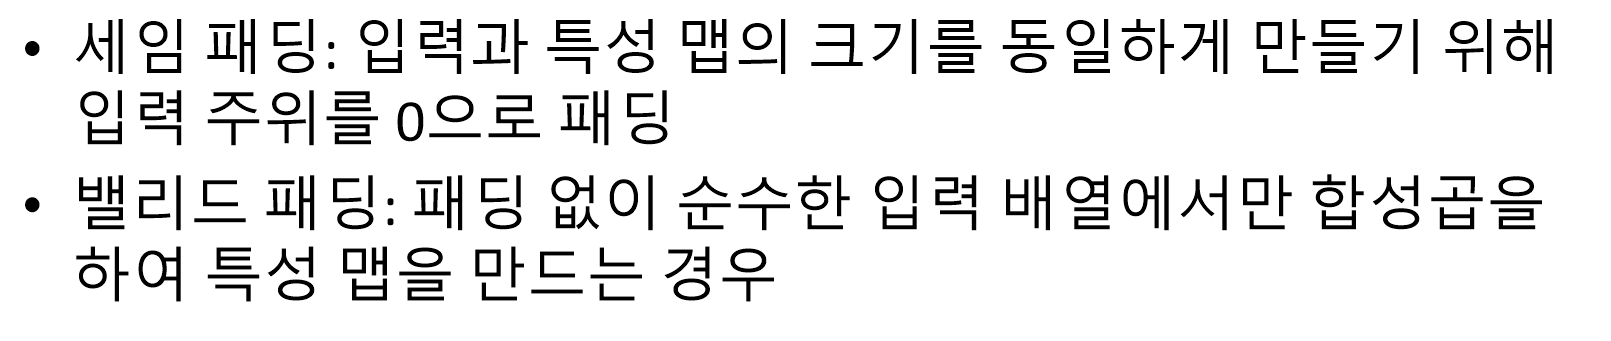 • 세임 패딩: 입력과 특성 맵의 크기를 동일하게 만들기 위해
입력 주위를 0으로 패딩
• 밸리드 패딩: 패딩 없이 순수한 입력 배열에서만 합성곱을
하여 특성 맵을 만드는 경우